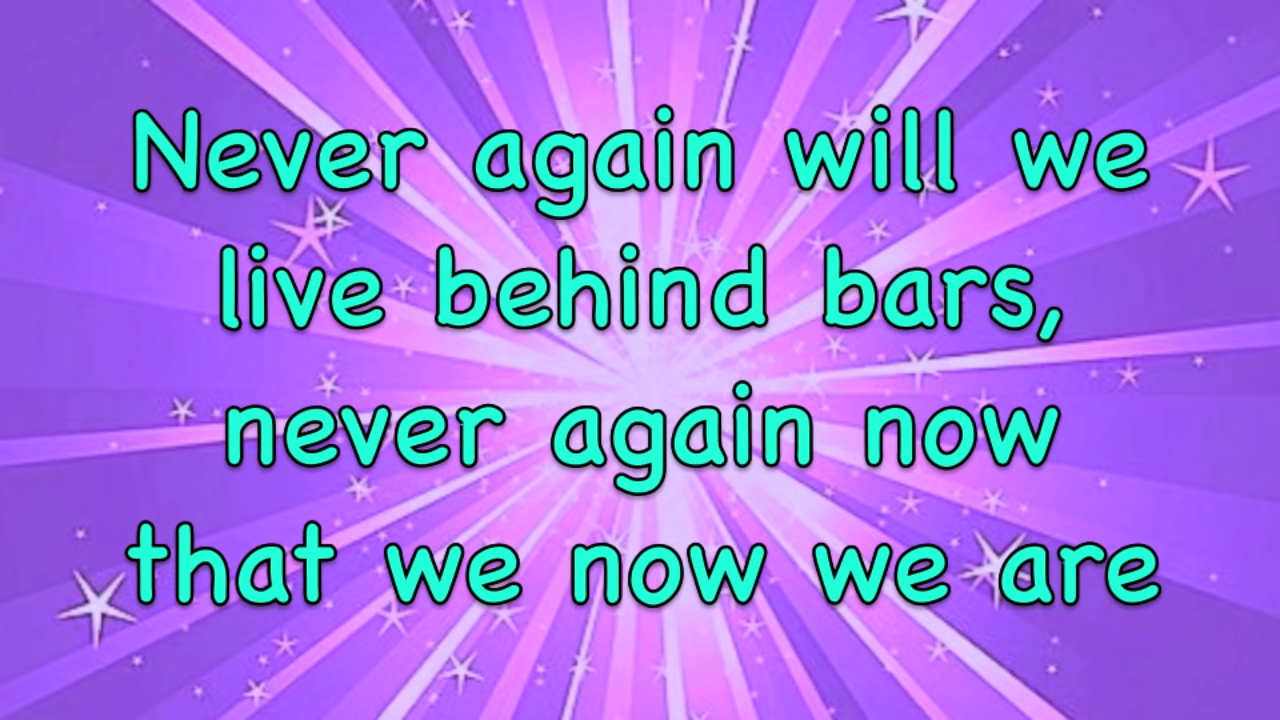 Never again will we
live behind bars,
never again now
that we now we are